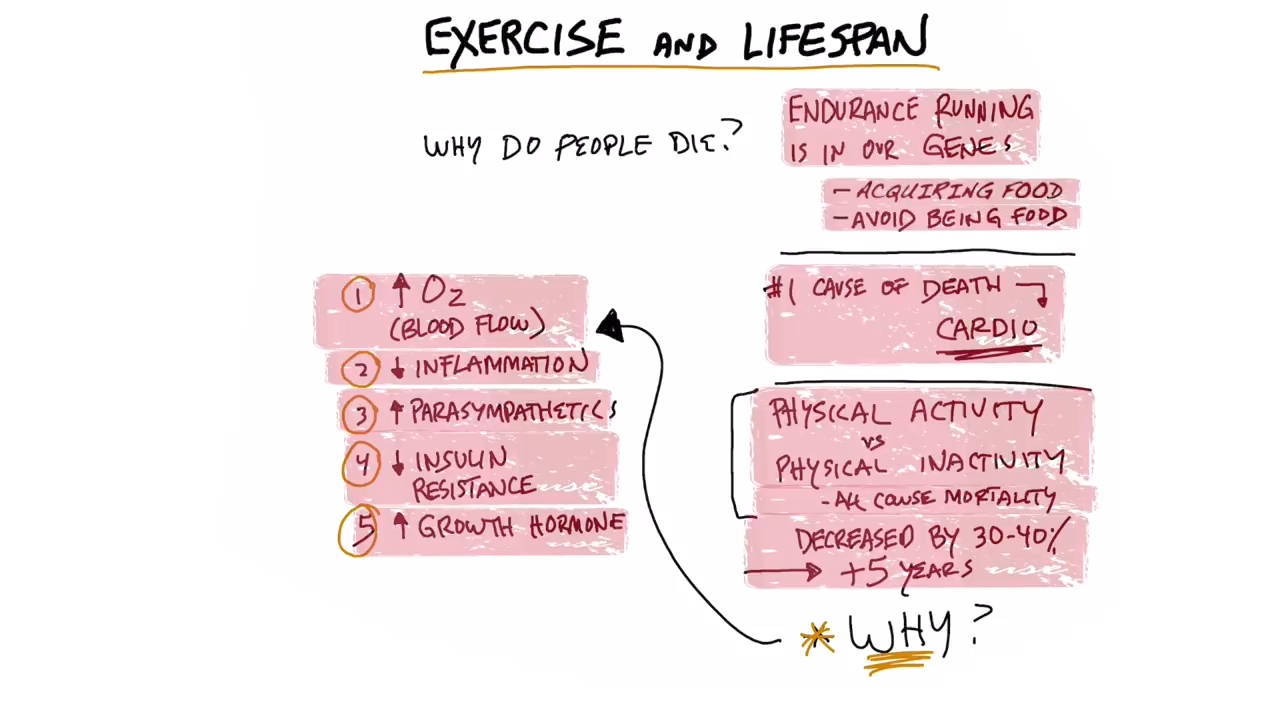 EXERCISE AND LIFESPAN
WHY DO PEOPLE DIE?
ENDURANCE RUNNING
IS IN OUR GENES
- ACQUIRING FOOD
- AVOID BEING FOOD
#1 CAUSE OF DEATH
CARDIO
PHYSICAL ACTIVITY
VS
PHYSICAL INACTIVITY
- ALL CAUSE MORTALITY
DECREASED BY 30-40%
→ +5 YEARS
* WHY?
1 ↑ O2
(BLOOD FLOW)
2 ↓ INFLAMMATION
3 ↑ PARASYMPATHETICS
4 ↓ INSULIN
RESISTANCE
5 ↑ GROWTH HORMONE